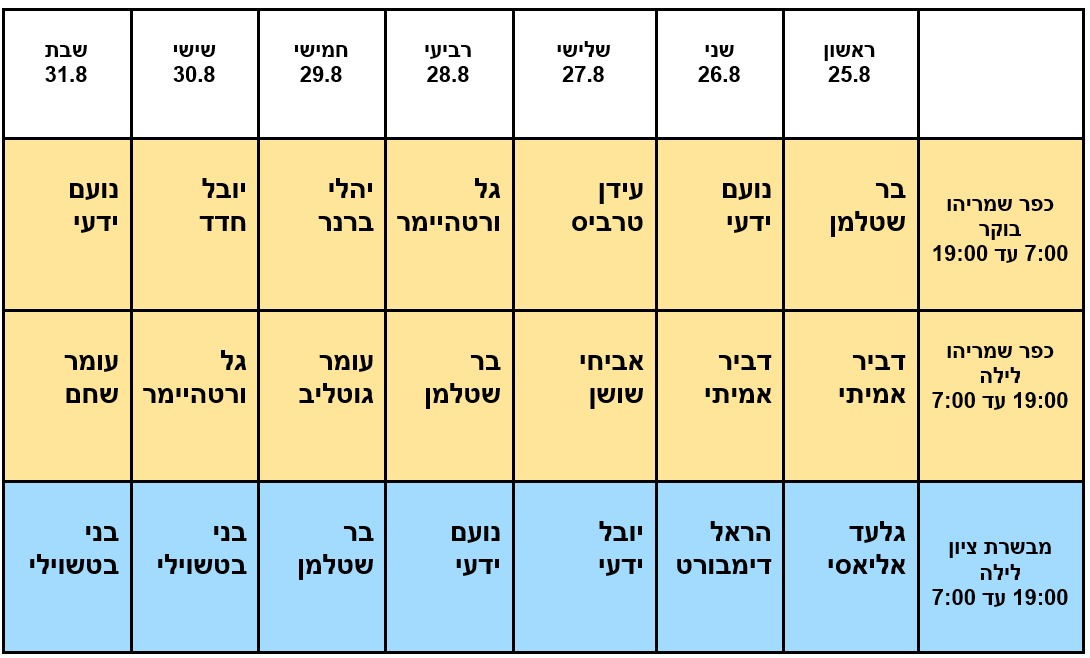 ראשון
25.8
שני
26.8
שלישי
27.8
רביעי
28.8
חמישי
29.8
שישי
30.8
שבת
31.8
כפר שמריהו
בוקר
7:00 עד 19:00
בר
שטלמן
נועם
ידעי
עידן
טרביס
גל
ורטהיימר
יהלי
ברנר
יובל
חדד
נועם
ידעי
כפר שמריהו
לילה
19:00 עד 7:00
דביר
אמיתי
דביר
אמיתי
אביחי
שושן
בר
שטלמן
עומר
גוטליב
גל
ורטהיימר
עומר
שחם
מבשרת ציון
לילה
19:00 עד 7:00
גלעד
אליאסי
הראל
דימבורט
יובל
ידעי
נועם
ידעי
בר
שטלמן
בני
בטשוילי
בני
בטשוילי